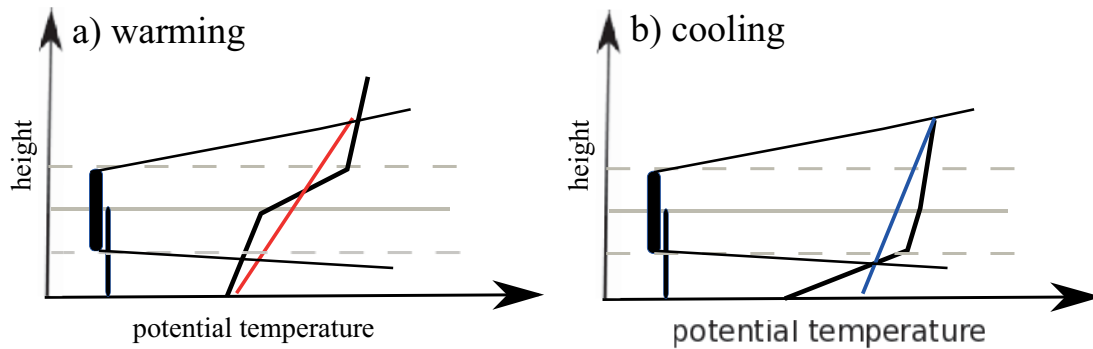 a) warming
b) cooling
height
height
potential temperature
potential temperature